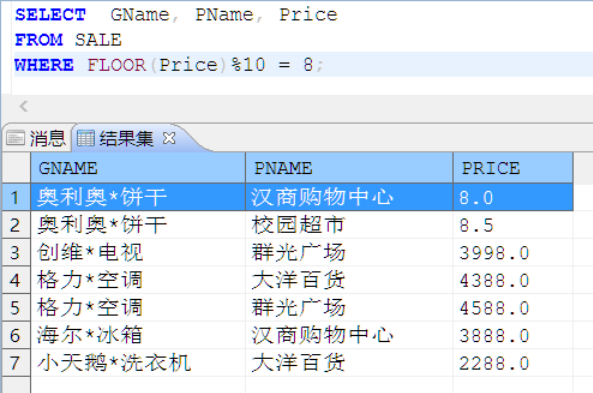 SELECT  GName, PName, Price
FROM SALE
WHERE FLOOR(Price)%10 = 8;
消息 结果集
GNAME PNAME PRICE
1 奥利奥*饼干 汉商购物中心 8.0
2 奥利奥*饼干 校园超市 8.5
3 创维*电视 群光广场 3998.0
4 格力*空调 大洋百货 4388.0
5 格力*空调 群光广场 4588.0
6 海尔*冰箱 汉商购物中心 3888.0
7 小天鹅*洗衣机 大洋百货 2288.0